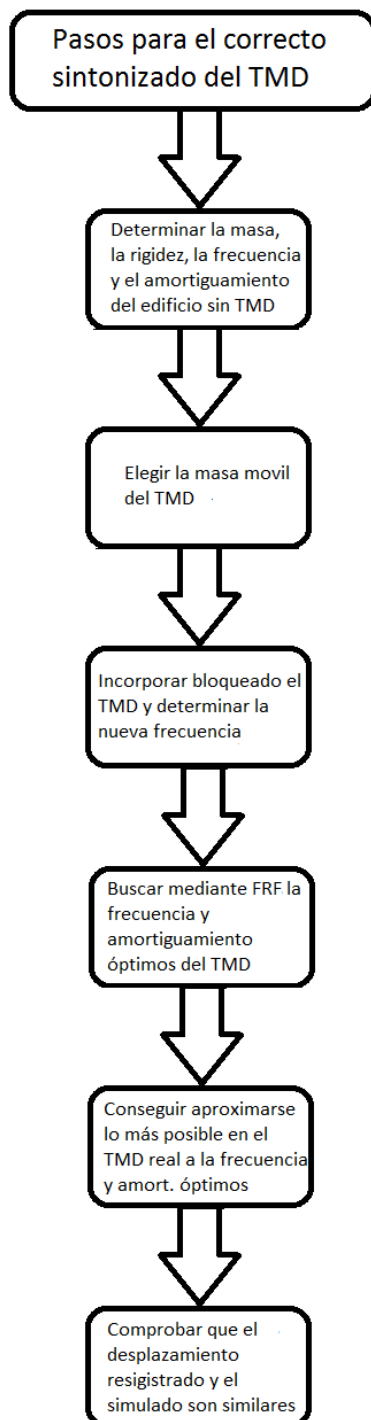 Pasos para el correcto
sintonizado del TMD
Determinar la masa,
la rigidez, la frecuencia
y el amortiguamiento
del edificio sin TMD
Elegir la masa movil
del TMD
Incorporar bloqueado el
TMD y determinar la
nueva frecuencia
Buscar mediante FRF la
frecuencia y
amortiguamiento
óptimos del TMD
Conseguir aproximarse
lo más posible en el
TMD real a la frecuencia
y amort. óptimos
Comprobar que el
desplazamiento
resigistrado y el
simulado son similares